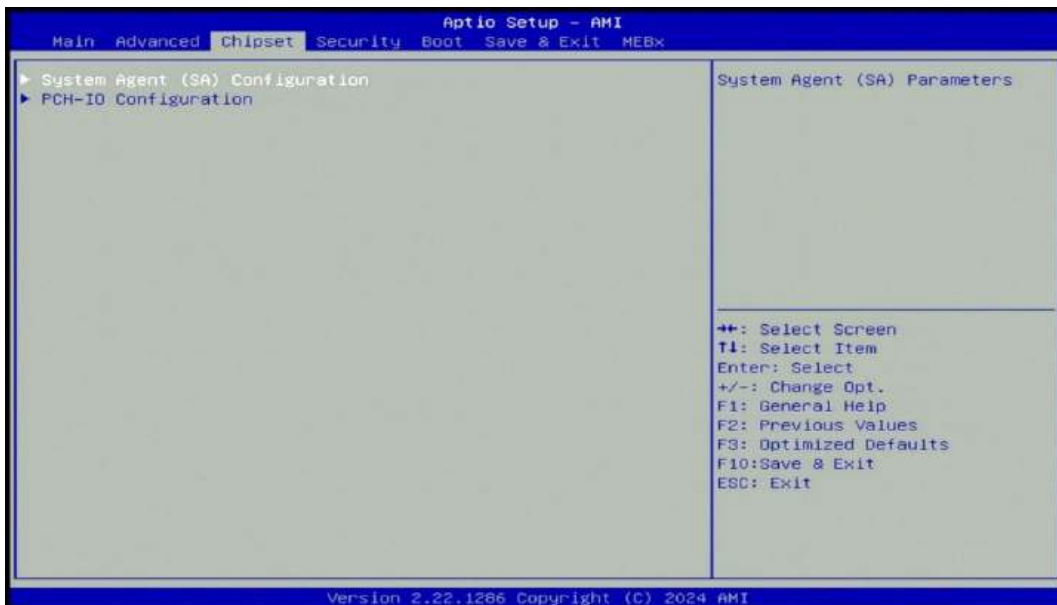 Aptio Setup - AMI
Main Advanced Chipset Security Boot Save & Exit MEBx
▶ System Agent (SA) Configuration
▶ PCH-IO Configuration
System Agent (SA) Parameters
→←: Select Screen
↑↓: Select Item
Enter: Select
+/-: Change Opt.
F1: General Help
F2: Previous Values
F3: Optimized Defaults
F10:Save & Exit
ESC: Exit
Version 2.22.1286 Copyright (C) 2024 AMI